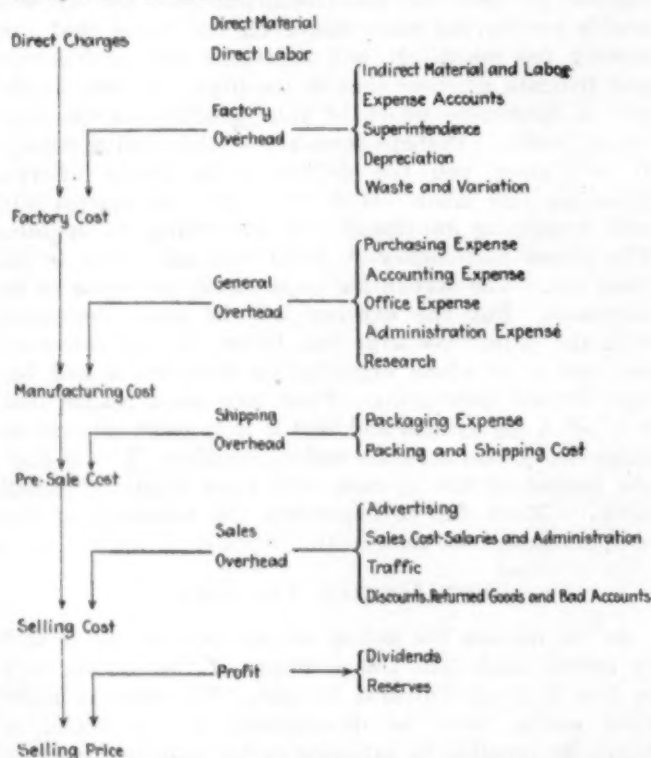 Direct Material
Direct Changes
Direct Labor
Indirect Material and Labor
Factory
Expense Accounts
Overhead
Superintendence
Depreciation
Waste and Variation
Factory Cost
Purchasing Expense
General
Accounting Expense
Overhead
Office Expense
Administration Expense
Research
Manufacturing Cost
Shipping
Packaging Expense
Overhead
Packing and Shipping Cost
Pre-Sale Cost
Advertising
Sales
Sales Cost-Salaries and Administration
Overhead
Traffic
Discounts, Returned Goods and Bad Accounts
Selling Cost
Profit
Dividends
Reserves
Selling Price